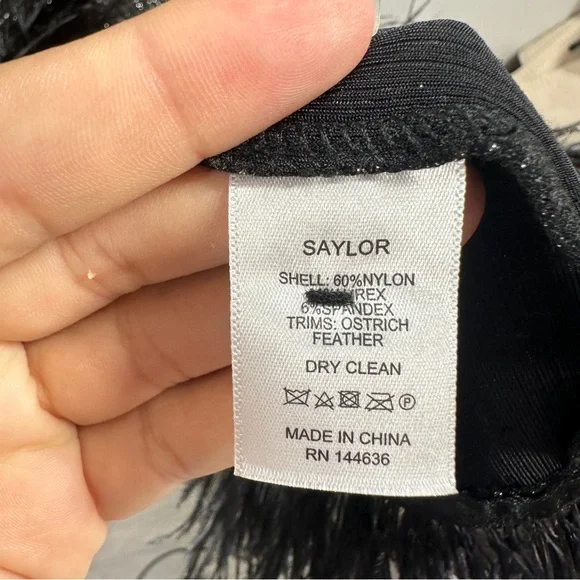 SAYLOR
SHELL: 60%NYLON
6%SPANDEX
TRIMS: OSTRICH
FEATHER
DRY CLEAN
P
MADE IN CHINA
RN 144636